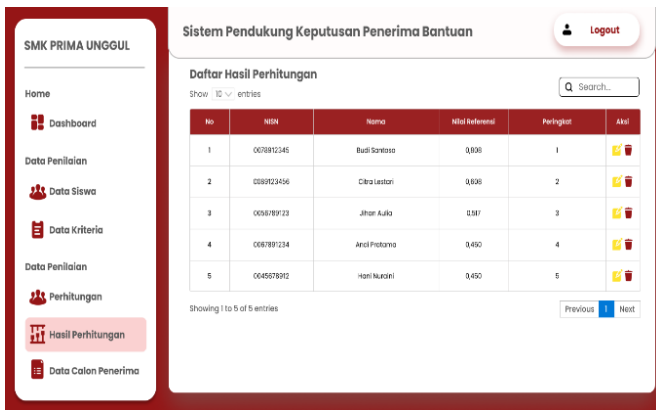 SMK PRIMA UNGGUL
Home
Dashboard
Data Penilaian
Data Siswa
Data Kriteria
Data Penilaian
Perhitungan
Hasil Perhitungan
Data Calon Penerima
Sistem Pendukung Keputusan Penerima Bantuan
Logout
Daftar Hasil Perhitungan
Show 10 entries
Search...
No NISN Nama Nilai Referensi Peringkat Aksi
1 0078912345 Budi Santoso 0,808 1
2 0089123456 Citra Lestari 0,608 2
3 0056789123 Jihan Aulia 0,517 3
4 0067891234 Andi Pratama 0,450 4
5 0045678912 Hani Nuraini 0,450 5
Showing 1 to 5 of 5 entries
Previous 1 Next